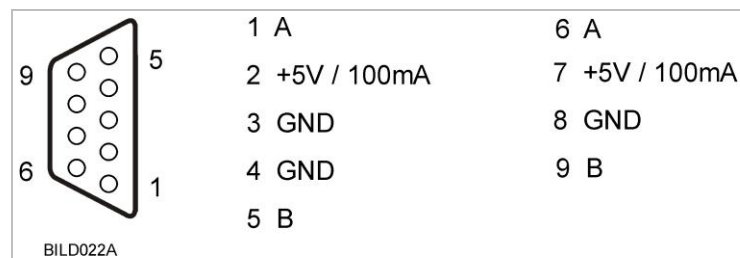 9
5
6
1
BILD022A
1 A
2 +5V / 100mA
3 GND
4 GND
5 B
6 A
7 +5V / 100mA
8 GND
9 B